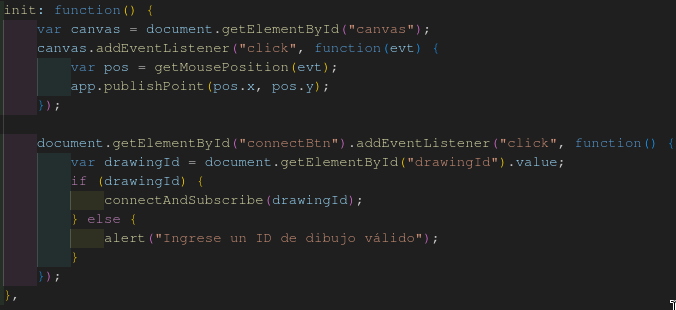 init: function() {
var canvas = document.getElementById("canvas");
canvas.addEventListener("click", function(evt) {
var pos = getMousePosition(evt);
app.publishPoint(pos.x, pos.y);
});
document.getElementById("connectBtn").addEventListener("click", function() {
var drawingId = document.getElementById("drawingId").value;
if (drawingId) {
connectAndSubscribe(drawingId);
} else {
alert("Ingrese un ID de dibujo válido");
}
});
},